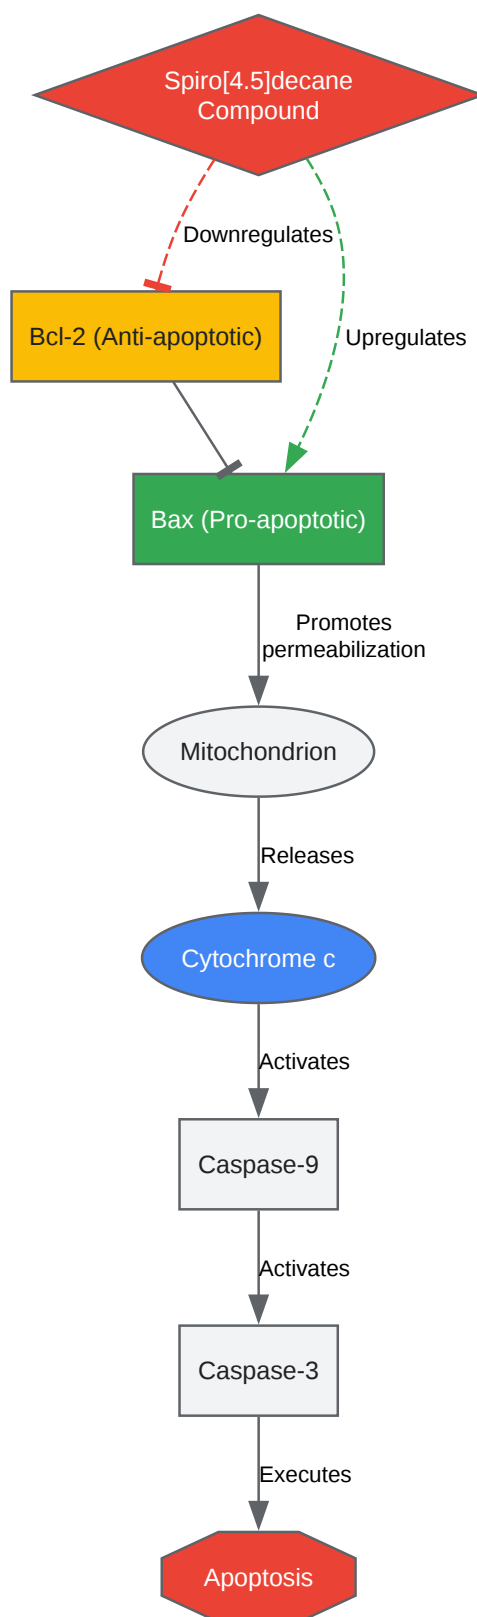 Spiro[4.5]decane
Compound
Downregulates
Bcl-2 (Anti-apoptotic)
Upregulates
Bax (Pro-apoptotic)
Promotes
permeabilization
Mitochondrion
Releases
Cytochrome c
Activates
Caspase-9
Activates
Caspase-3
Executes
Apoptosis